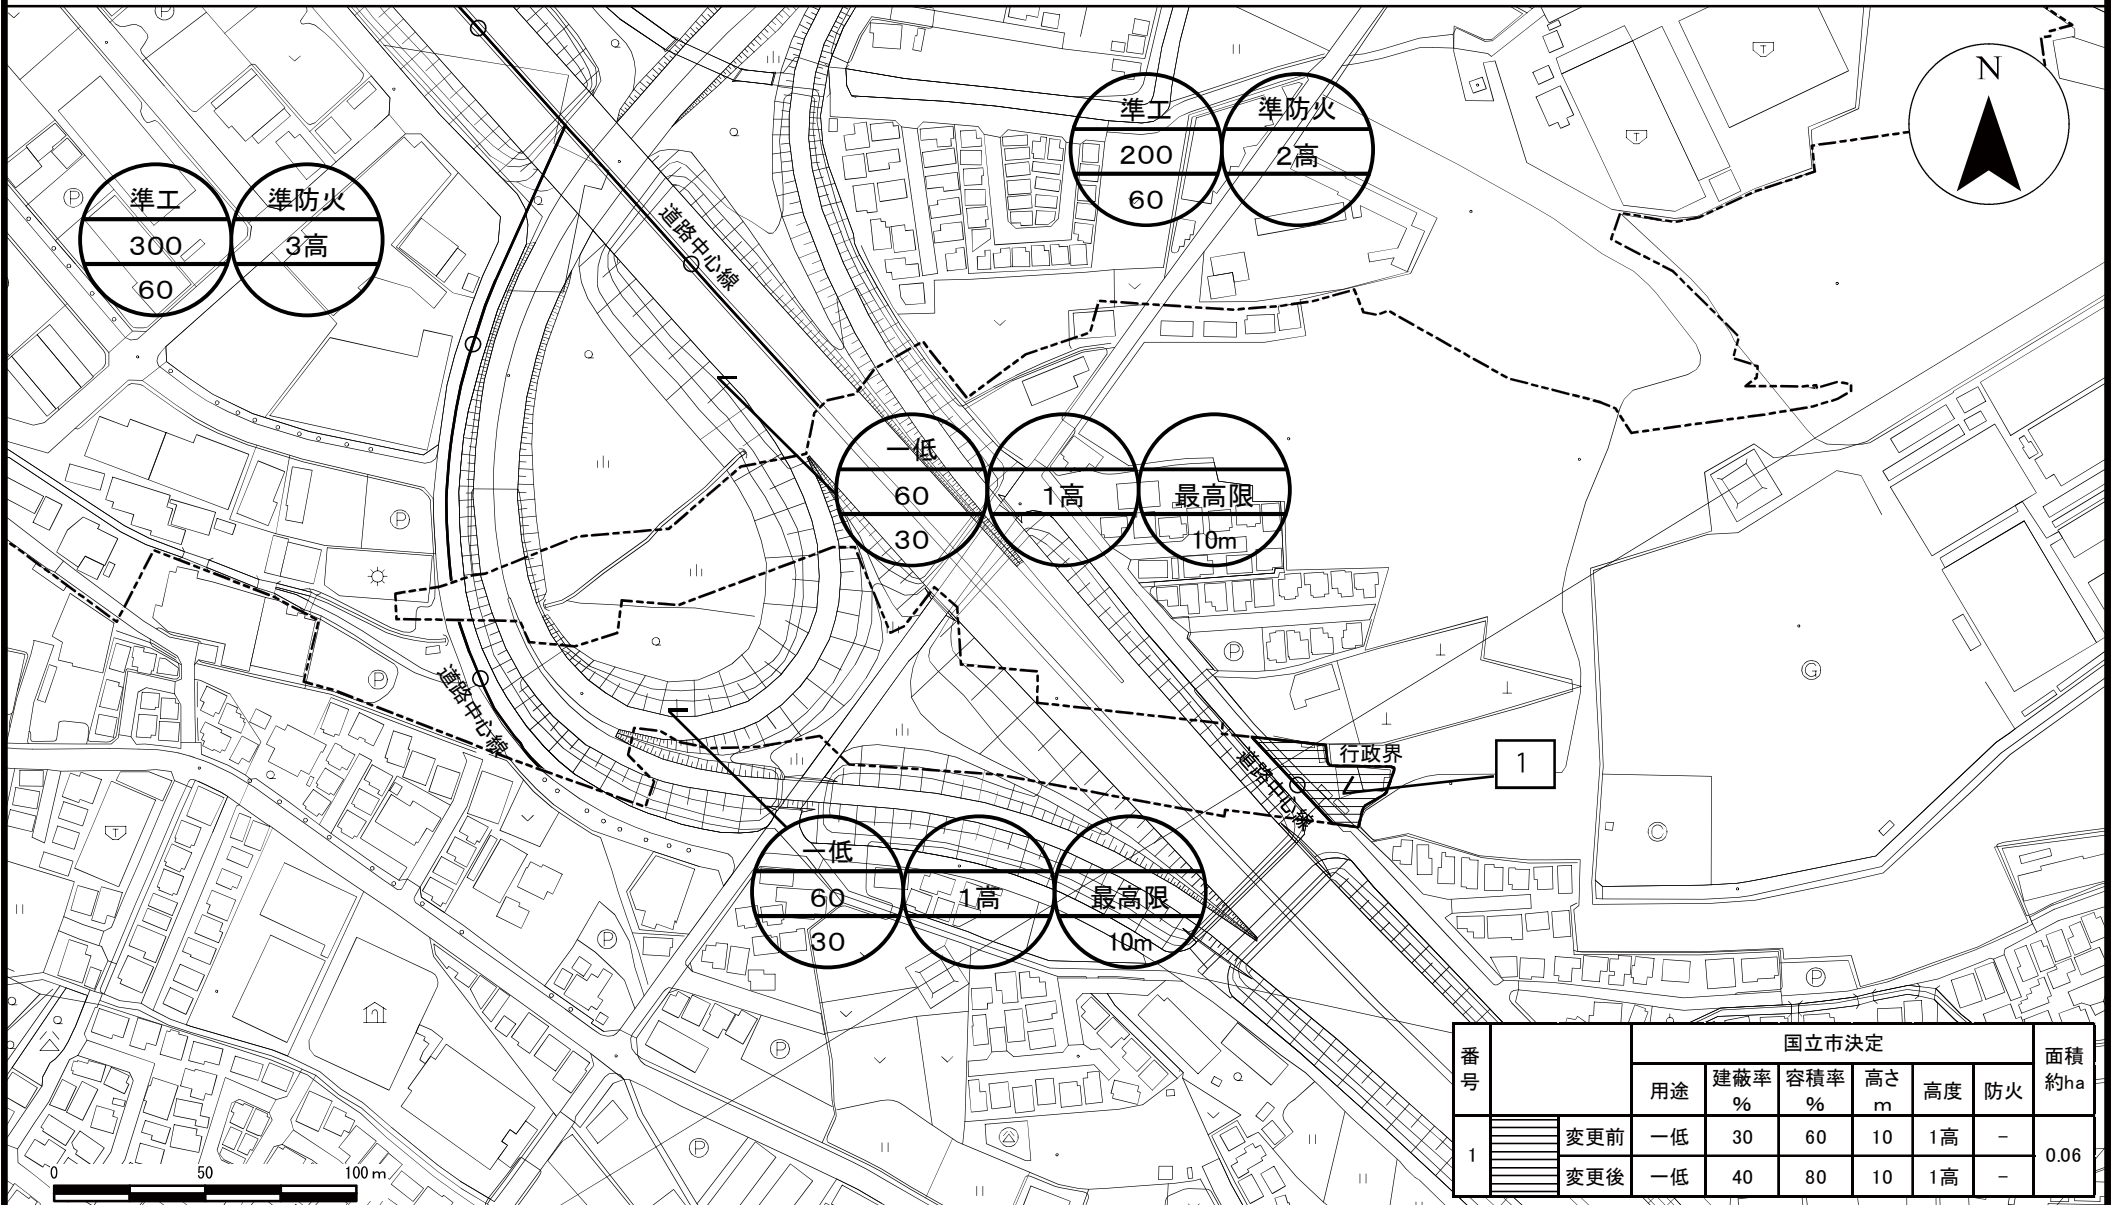 N
準工
200
60
準防火
2高
準工
300
60
準防火
3高
道路中心線
一低
60
30
1高
最高限
10m
道路中心線
行政界
1
道路中心線
一低
60
30
1高
最高限
10m
番号
国立市決定
面積
約ha
用途
建蔽率
%
容積率
%
高さ
m
高度
防火
1
変更前
一低
30
60
10
1高
-
0.06
変更後
一低
40
80
10
1高
-
0
50
100m
P
P
P
P
P
P
P
P
P
T
T
T
G
C